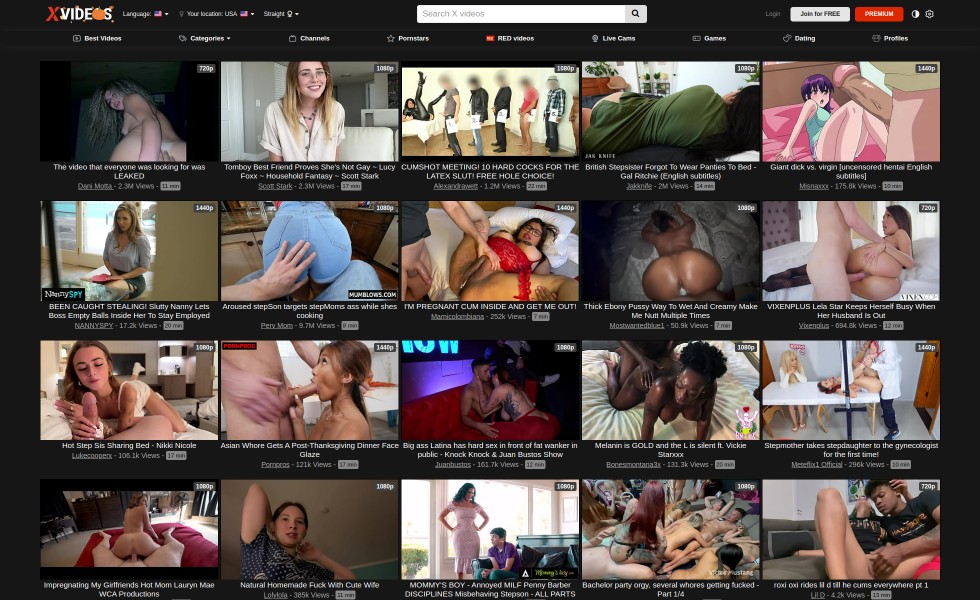 XVIDEOS
Language:
Your location: USA
Straight
Search X videos
Login
Join for FREE
PREMIUM
Best Videos
Categories
Channels
Pornstars
RED videos
Live Cams
Games
Dating
Profiles
720p
1080p
1080p
1080p
1440p
JAK KNIFE
The video that everyone was looking for was
LEAKED
Dani Motta - 2.3M Views - 11 min
Tomboy Best Friend Proves She's Not Gay ~ Lucy
Foxx ~ Household Fantasy ~ Scott Stark
Scott Stark - 2.3M Views - 17 min
CUMSHOT MEETING! 10 HARD COCKS FOR THE
LATEX SLUT! FREE HOLE CHOICE!
Alexandrawett - 1.2M Views - 22 min
British Stepsister Forgot To Wear Panties To Bed -
Gal Ritchie (English subtitles)
Jakknife - 2M Views - 14 min
Giant dick vs. virgin [uncensored hentai English
subtitles]
Misnaxxx - 175.8k Views - 10 min
1440p
1080p
1080p
1080p
720p
NANNYSPY
MUMBLOWS.COM
VIXEN
BEEN CAUGHT STEALING! Slutty Nanny Lets
Boss Empty Balls Inside Her To Stay Employed
NANNYSPY - 17.2k Views - 20 min
Aroused stepSon targets stepMoms ass while shes
cooking
Perv Mom - 9.7M Views - 8 min
I'M PREGNANT CUM INSIDE AND GET ME OUT!
Mamicolombiana - 252k Views - 7 min
Thick Ebony Pussy Way To Wet And Creamy Make
Me Nutt Multiple Times
Mostwantedblue1 - 50.9k Views - 7 min
VIXENPLUS Lela Star Keeps Herself Busy When
Her Husband Is Out
Vixenplus - 694.8k Views - 12 min
1080p
PORNPROS
1440p
1080p
1080p
1440p
Hot Step Sis Sharing Bed - Nikki Nicole
Lukecooperx - 106.1k Views - 17 min
Asian Whore Gets A Post-Thanksgiving Dinner Face
Glaze
Pornpros - 121k Views - 17 min
Big ass Latina has hard sex in front of fat wanker in
public - Knock Knock & Juan Bustos Show
Juanbustos - 161.7k Views - 12 min
Melanin is GOLD and the L is silent ft. Vickie
Starxxx
Bonesmontana3x - 131.3k Views - 20 min
Stepmother takes stepdaughter to the gynecologist
for the first time!
Meteflix1 Official - 296k Views - 10 min
1080p
1080p
1080p
1080p
720p
Mommy's boy
Victor Mustang
Impregnating My Girlfriends Hot Mom Lauryn Mae
WCA Productions
Natural Homemade Fuck With Cute Wife
Lolylola - 385k Views - 11 min
MOMMY'S BOY - Annoyed MILF Penny Barber
DISCIPLINES Misbehaving Stepson - ALL PARTS
Bachelor party orgy, several whores getting fucked -
Part 1/4
roxi oxi rides lil d till he cums everywhere pt 1
Lil D - 4.2k Views - 13 min